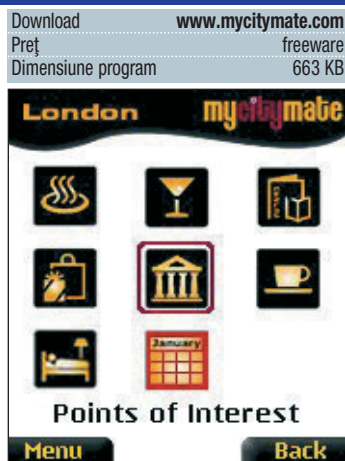 Download www.mycitymate.com
Preţ freeware
Dimensiune program 663 KB
London mycitymate
January
Points of Interest
Menu Back